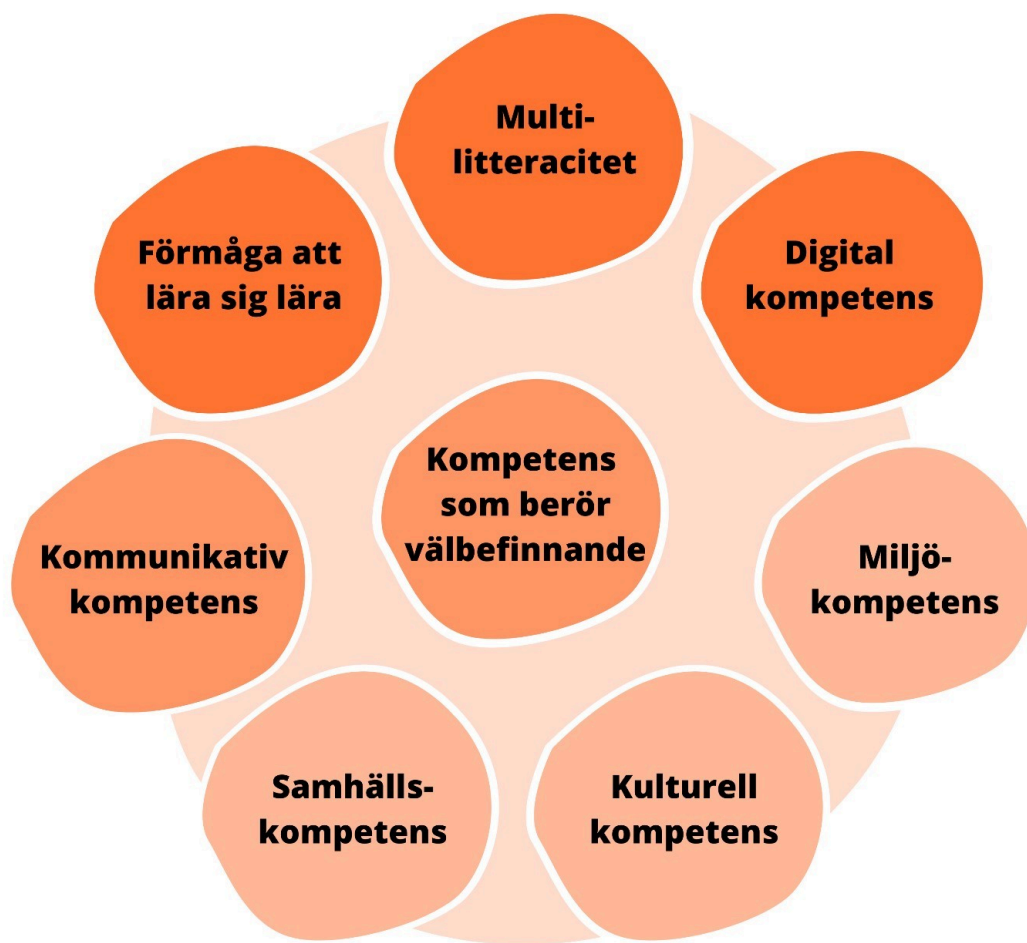 Multi-
litteracitet
Förmåga att
lära sig lära
Digital
kompetens
Kompetens
som berör
välbefinnande
Kommunikativ
kompetens
Miljö-
kompetens
Samhälls-
kompetens
Kulturell
kompetens